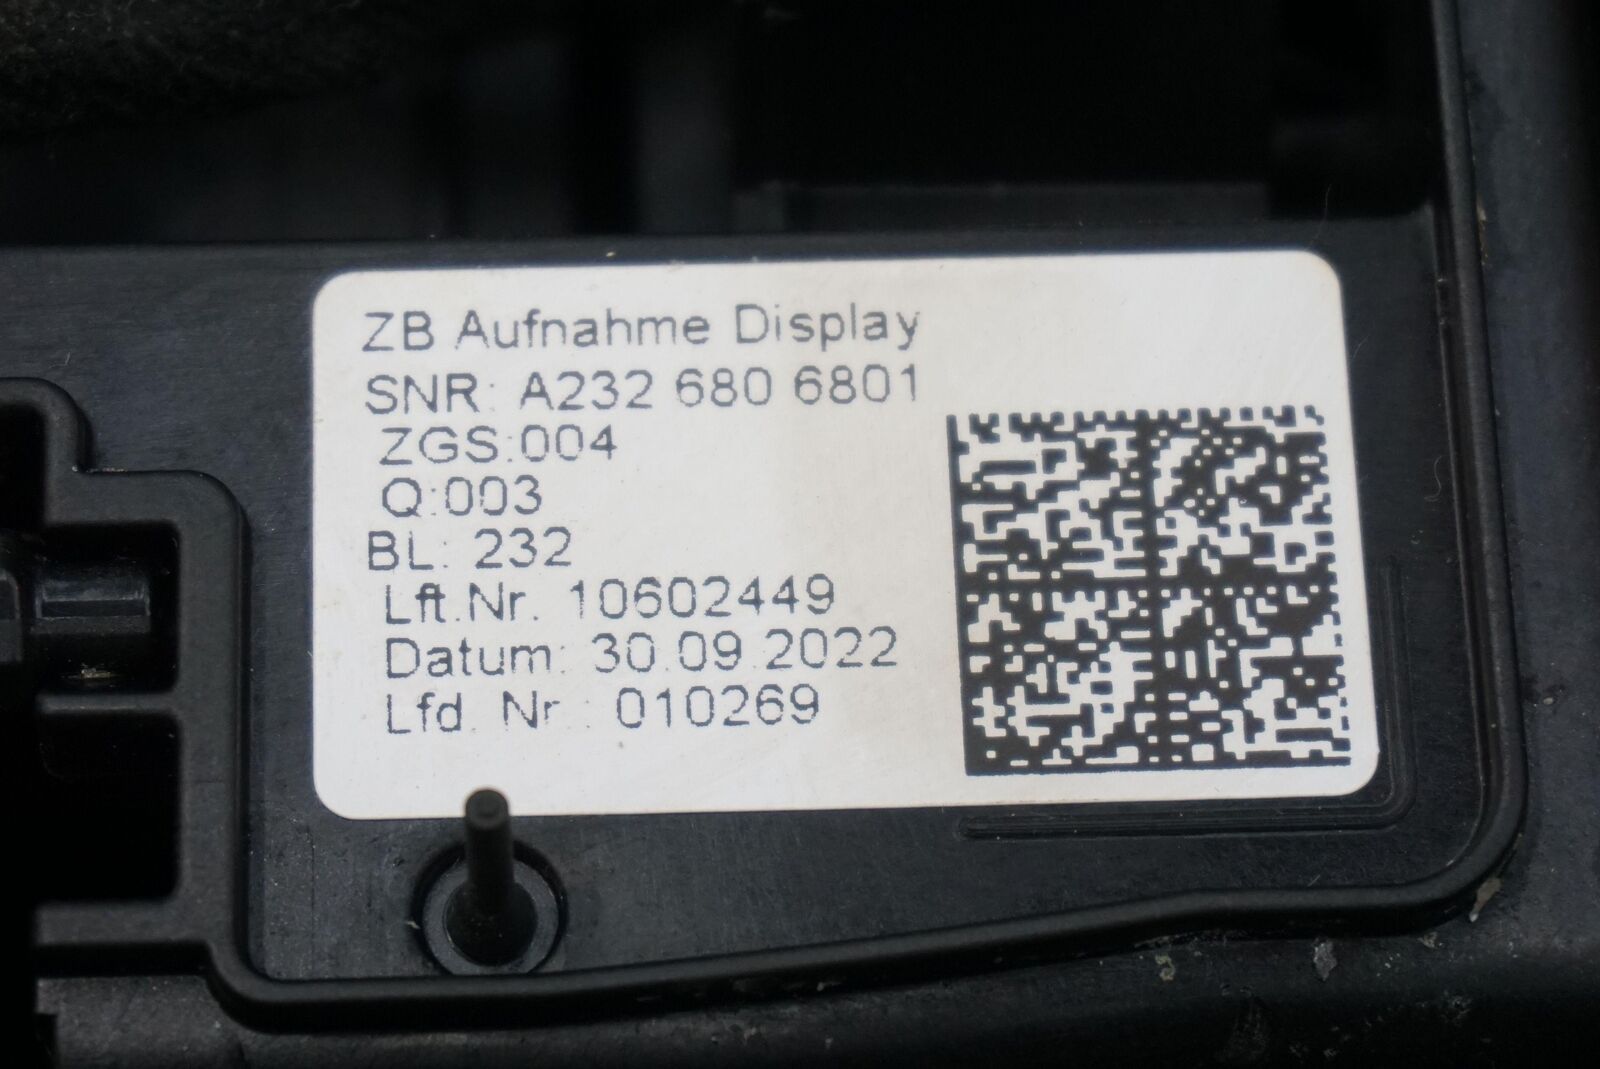 ZB Aufnahme Display
SNR: A232 680 6801
ZGS:004
Q:003
BL: 232
Lft.Nr. 10602449
Datum: 30.09.2022
Lfd. Nr.: 010269